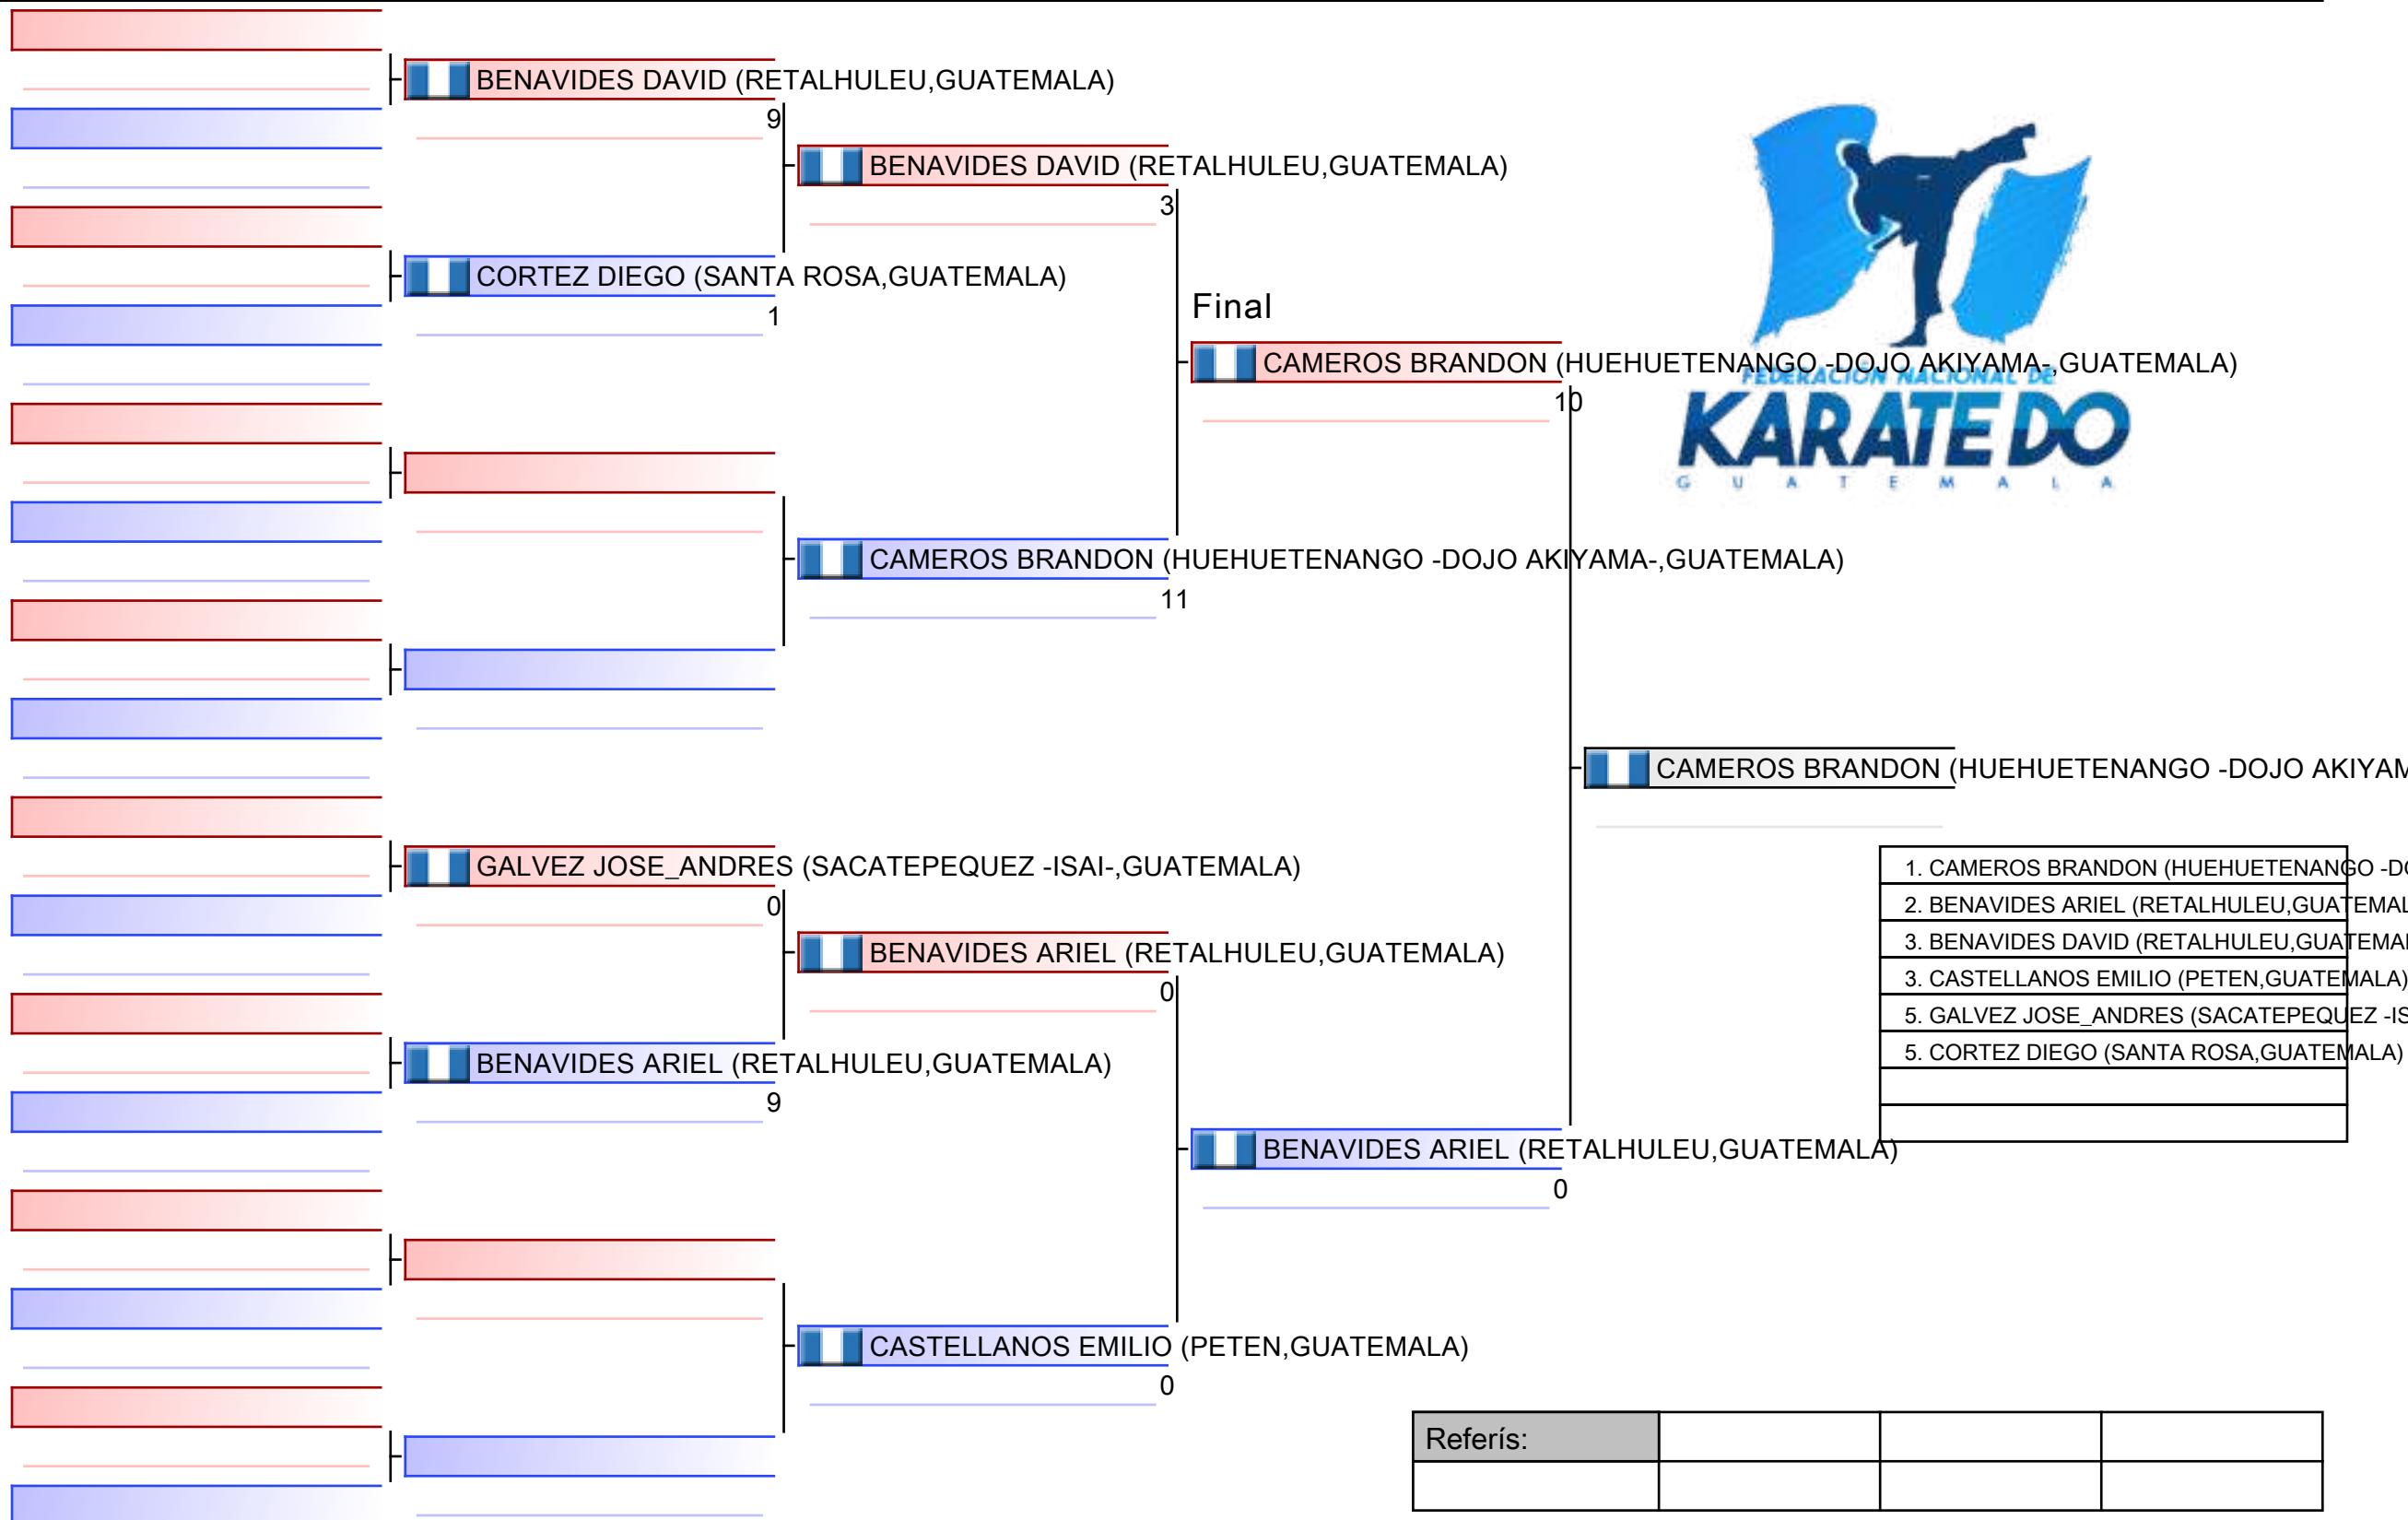 BENAVIDES DAVID (RETALHULEU,GUATEMALA)
9
BENAVIDES DAVID (RETALHULEU,GUATEMALA)
3
CORTEZ DIEGO (SANTA ROSA,GUATEMALA)
1
Final
CAMEROS BRANDON (HUEHUETENANGO -DOJO AKIYAMA-,GUATEMALA)
10
FEDERACIÓN NACIONAL DE
KARATE DO
GUATEMALA
CAMEROS BRANDON (HUEHUETENANGO -DOJO AKIYAMA-,GUATEMALA)
11
CAMEROS BRANDON (HUEHUETENANGO -DOJO AKIYAM
GALVEZ JOSE_ANDRES (SACATEPEQUEZ -ISAI-,GUATEMALA)
0
BENAVIDES ARIEL (RETALHULEU,GUATEMALA)
0
BENAVIDES ARIEL (RETALHULEU,GUATEMALA)
9
1. CAMEROS BRANDON (HUEHUETENANGO -DO
2. BENAVIDES ARIEL (RETALHULEU,GUATEMAL
3. BENAVIDES DAVID (RETALHULEU,GUATEMAL
3. CASTELLANOS EMILIO (PETEN,GUATEMALA)
5. GALVEZ JOSE_ANDRES (SACATEPEQUEZ -IS
5. CORTEZ DIEGO (SANTA ROSA,GUATEMALA)
BENAVIDES ARIEL (RETALHULEU,GUATEMALA)
0
CASTELLANOS EMILIO (PETEN,GUATEMALA)
0
Referís: